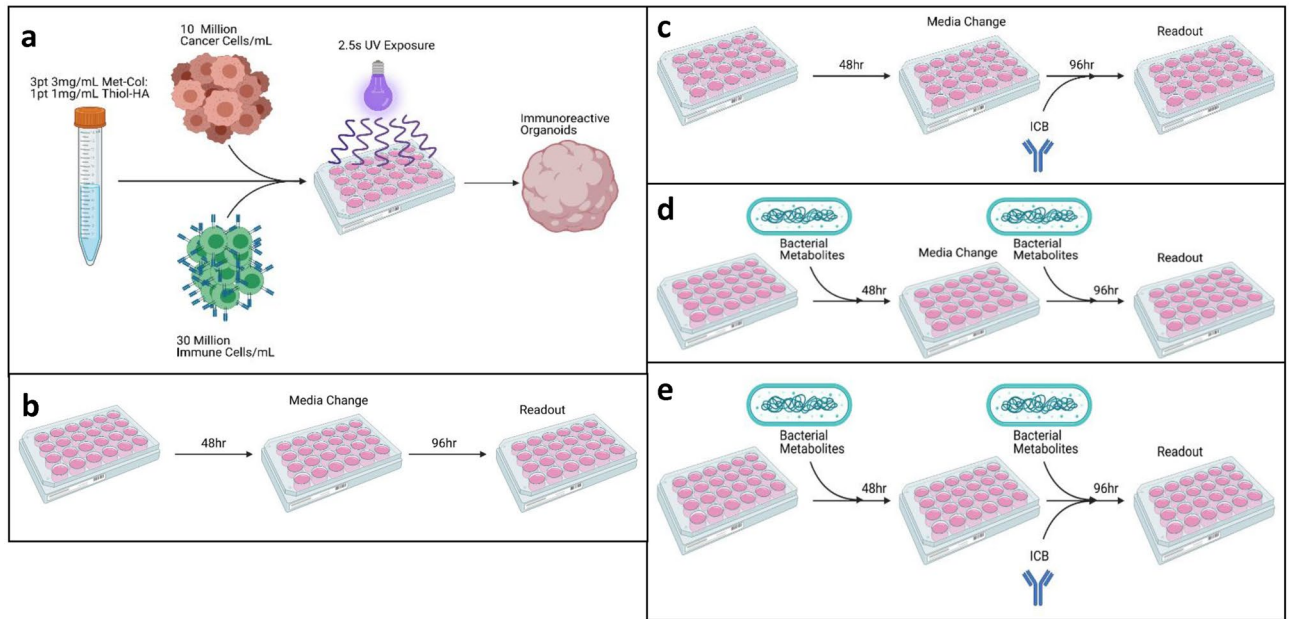 a
10 Million
Cancer Cells/mL
3pt 3mg/mL Met-Col:
1pt 1mg/mL Thiol-HA
2.5s UV Exposure
Immunoreactive
Organoids
30 Million
Immune Cells/mL
b
48hr
Media Change
96hr
Readout
c
48hr
Media Change
96hr
ICB
Readout
d
Bacterial
Metabolites
48hr
Media Change
Bacterial
Metabolites
96hr
Readout
e
Bacterial
Metabolites
48hr
Bacterial
Metabolites
96hr
ICB
Readout